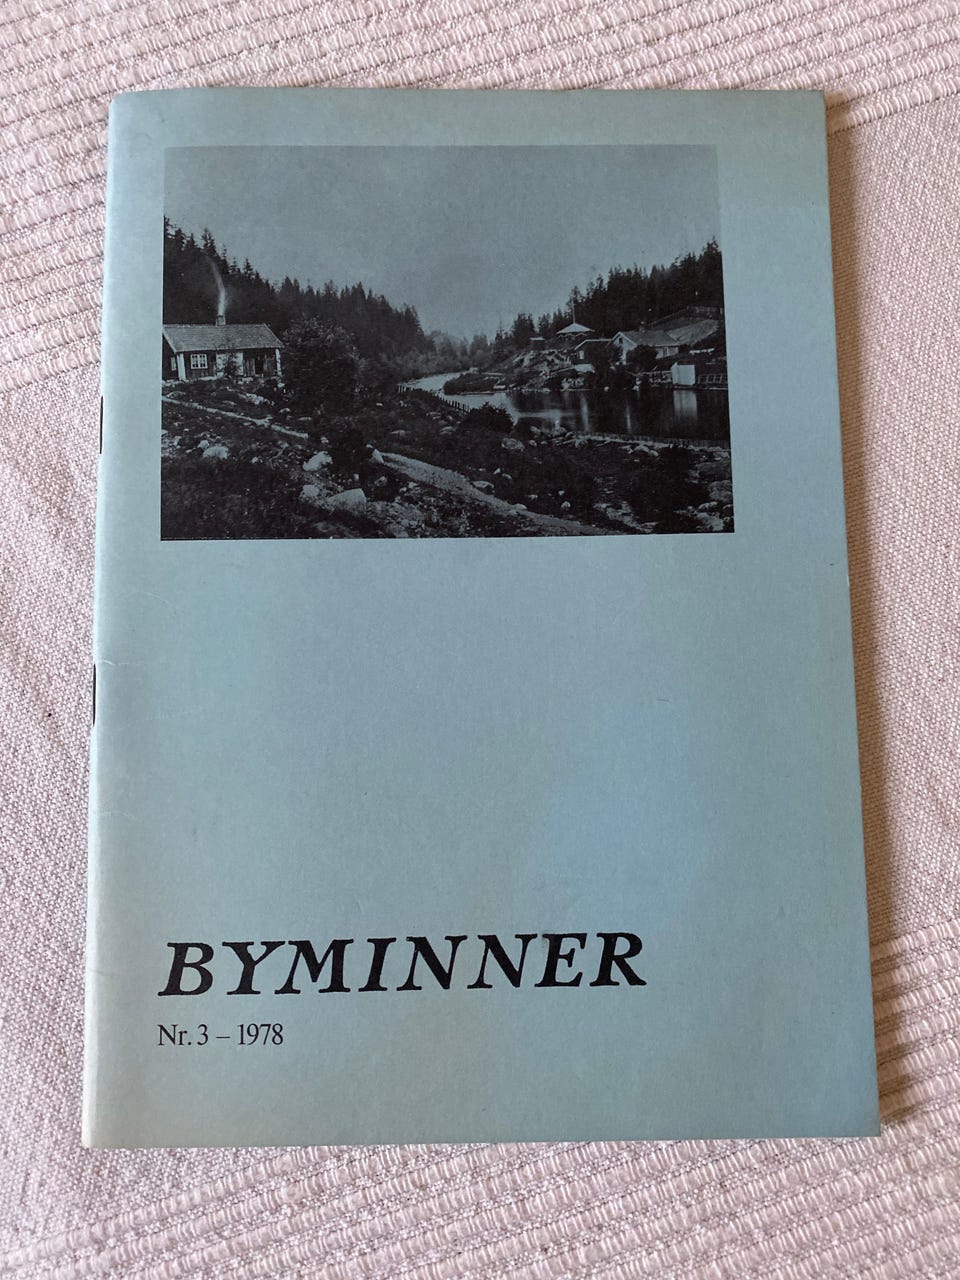 BYMINNER
Nr. 3 – 1978